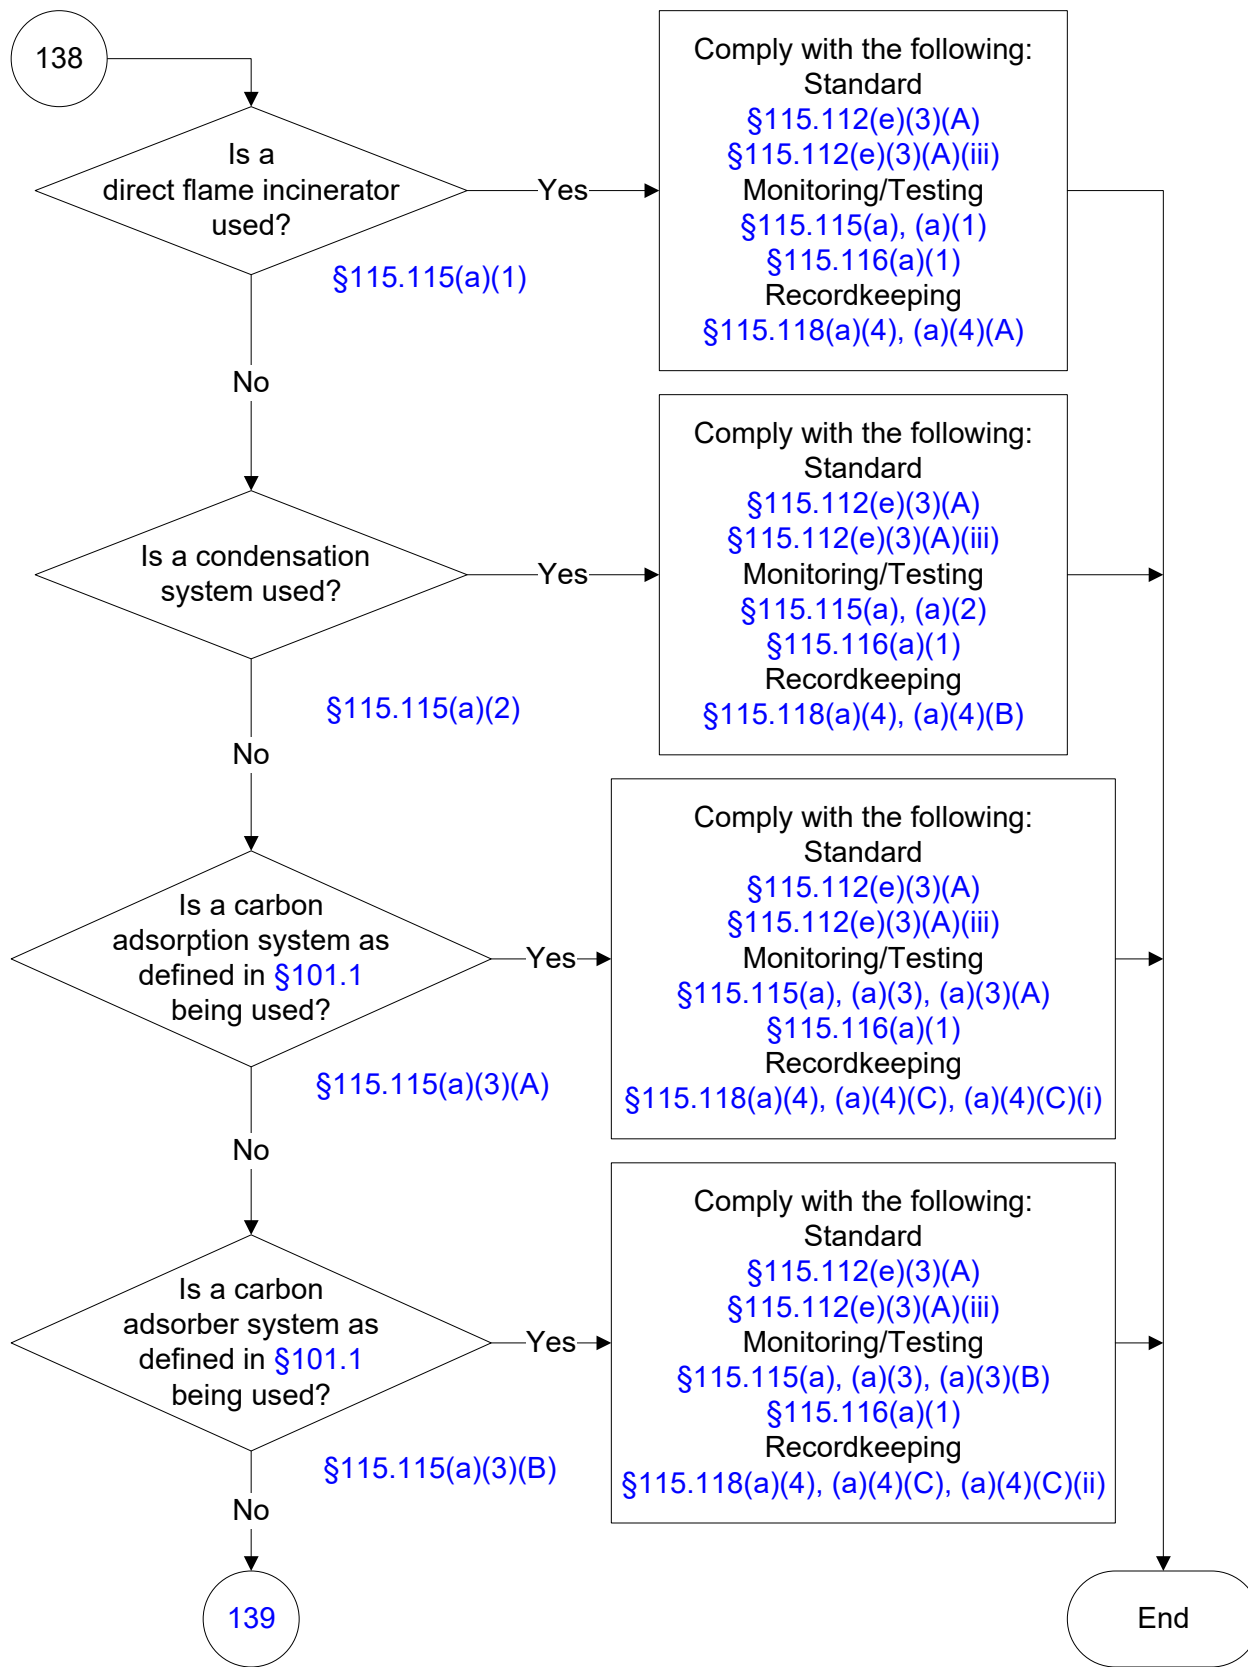 138
Is a
direct flame incinerator
used?
Yes
§115.115(a)(1)
No
Comply with the following:
Standard
§115.112(e)(3)(A)
§115.112(e)(3)(A)(iii)
Monitoring/Testing
§115.115(a), (a)(1)
§115.116(a)(1)
Recordkeeping
§115.118(a)(4), (a)(4)(A)
Is a condensation
system used?
Yes
§115.115(a)(2)
No
Comply with the following:
Standard
§115.112(e)(3)(A)
§115.112(e)(3)(A)(iii)
Monitoring/Testing
§115.115(a), (a)(2)
§115.116(a)(1)
Recordkeeping
§115.118(a)(4), (a)(4)(B)
Is a carbon
adsorption system as
defined in §101.1
being used?
Yes
§115.115(a)(3)(A)
No
Comply with the following:
Standard
§115.112(e)(3)(A)
§115.112(e)(3)(A)(iii)
Monitoring/Testing
§115.115(a), (a)(3), (a)(3)(A)
§115.116(a)(1)
Recordkeeping
§115.118(a)(4), (a)(4)(C), (a)(4)(C)(i)
Is a carbon
adsorber system as
defined in §101.1
being used?
Yes
§115.115(a)(3)(B)
No
Comply with the following:
Standard
§115.112(e)(3)(A)
§115.112(e)(3)(A)(iii)
Monitoring/Testing
§115.115(a), (a)(3), (a)(3)(B)
§115.116(a)(1)
Recordkeeping
§115.118(a)(4), (a)(4)(C), (a)(4)(C)(ii)
139
End